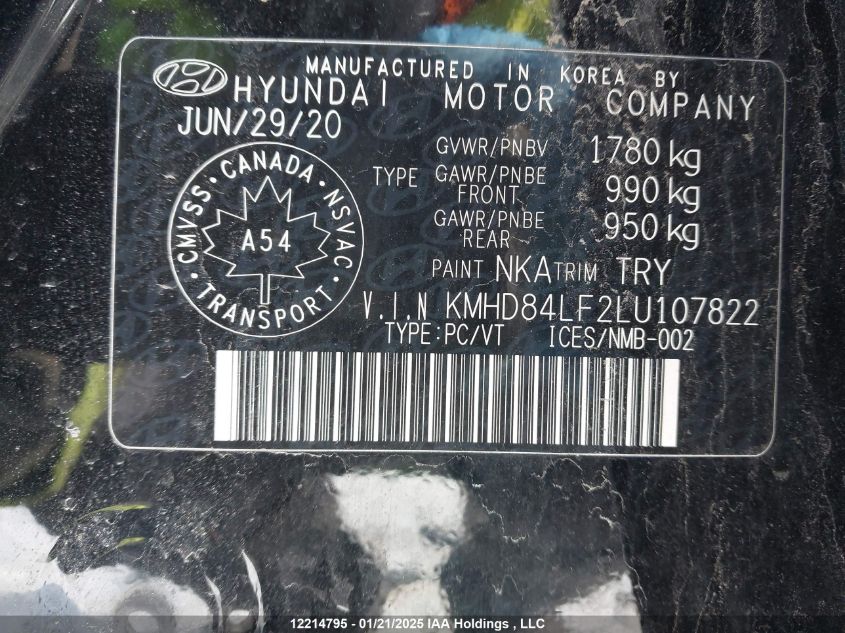 MANUFACTURED IN KOREA BY
HYUNDAI MOTOR COMPANY
JUN/29/20
GVWR/PNBV 1780 kg
TYPE GAWR/PNBE FRONT 990 kg
GAWR/PNBE REAR 950 kg
PAINT NKA TRIM TRY
CMVSS · CANADA · NSVAC · TRANSPORT ·
A54
V.I.N KMHD84LF2LU107822
TYPE:PC/VT ICES/NMB-002
12214795 - 01/21/2025 IAA Holdings , LLC